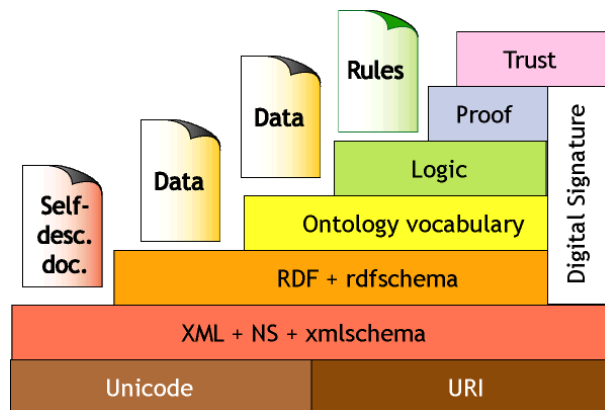 Rules
Trust
Data
Proof
Data
Logic
Self-
desc.
doc.
Ontology vocabulary
Digital Signature
RDF + rdfschema
XML + NS + xmlschema
Unicode
URI